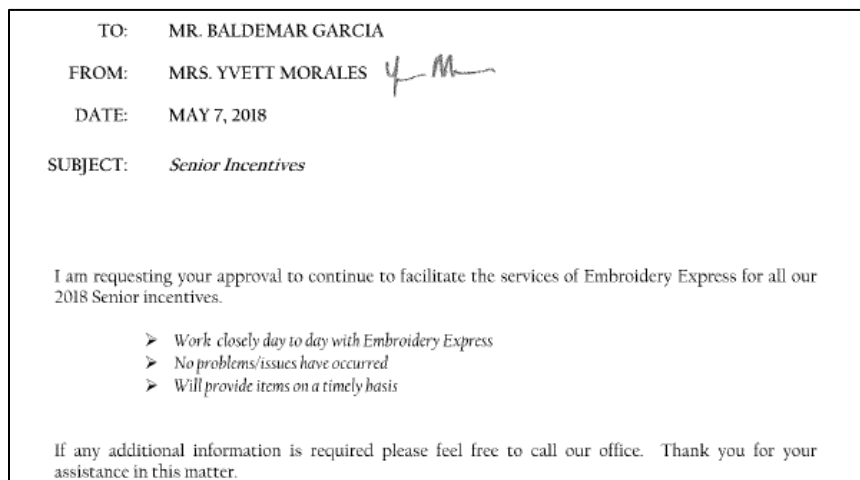 TO: MR. BALDEMAR GARCIA
FROM: MRS. YVETT MORALES
DATE: MAY 7, 2018
SUBJECT: Senior Incentives
I am requesting your approval to continue to facilitate the services of Embroidery Express for all our
2018 Senior incentives.
➤ Work closely day to day with Embroidery Express
➤ No problems/issues have occurred
➤ Will provide items on a timely basis
If any additional information is required please feel free to call our office. Thank you for your
assistance in this matter.